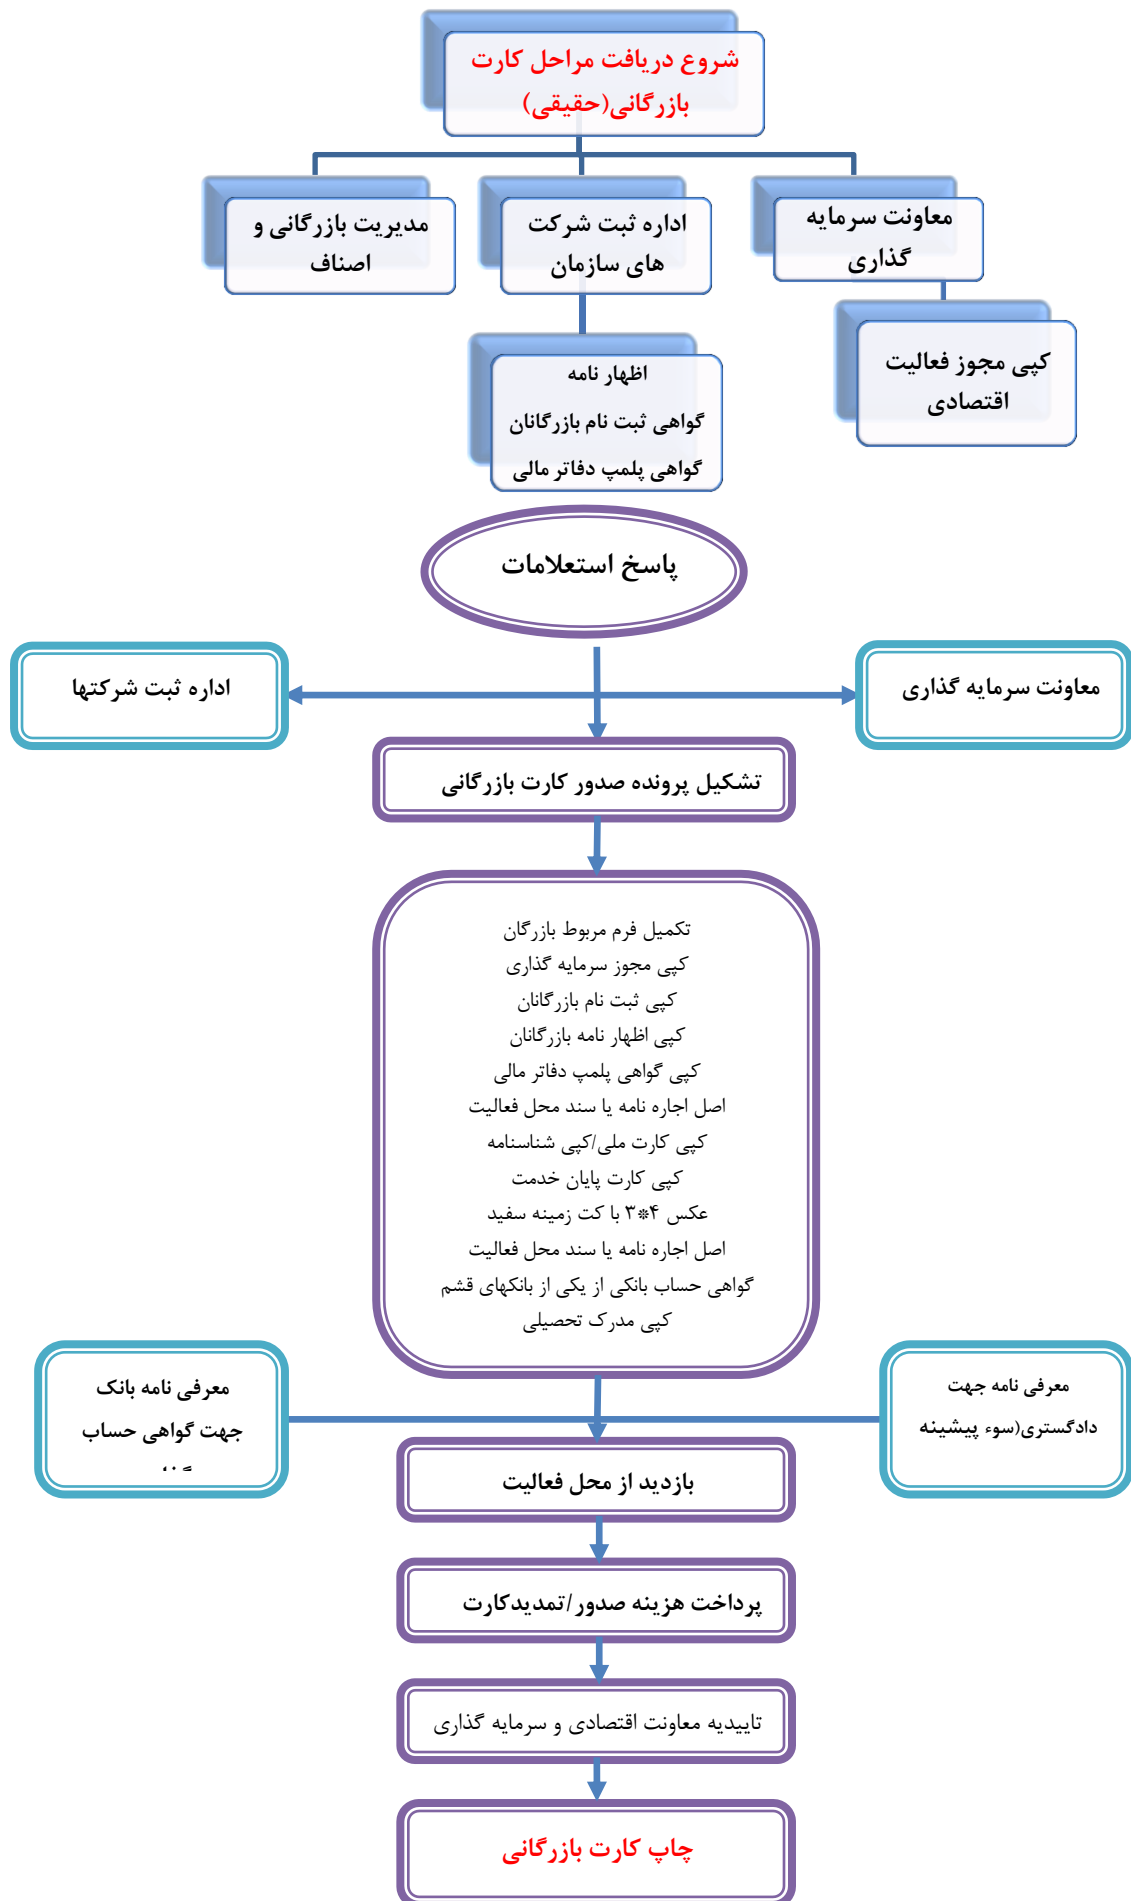 شروع دریافت مراحل کارت
بازرگانی(حقیقی)
معاونت سرمایه
گذاری
اداره ثبت شرکت
های سازمان
مدیریت بازرگانی و
اصناف
کپی مجوز فعالیت
اقتصادی
اظهار نامه
گواهی ثبت نام بازرگانان
گواهی پلمپ دفاتر مالی
پاسخ استعلامات
معاونت سرمایه گذاری
اداره ثبت شرکتها
تشکیل پرونده صدور کارت بازرگانی
تکمیل فرم مربوط بازرگان
کپی مجوز سرمایه گذاری
کپی ثبت نام بازرگانان
کپی اظهار نامه بازرگانان
کپی گواهی پلمپ دفاتر مالی
اصل اجاره نامه یا سند محل فعالیت
کپی کارت ملی/کپی شناسنامه
کپی کارت پایان خدمت
عکس ۴*۳ با کت زمینه سفید
اصل اجاره نامه یا سند محل فعالیت
گواهی حساب بانکی از یکی از بانکهای قشم
کپی مدرک تحصیلی
معرفی نامه جهت
دادگستری(سوء پیشینه
معرفی نامه بانک
جهت گواهی حساب
بازدید از محل فعالیت
پرداخت هزینه صدور/تمدیدکارت
تاییدیه معاونت اقتصادی و سرمایه گذاری
چاپ کارت بازرگانی